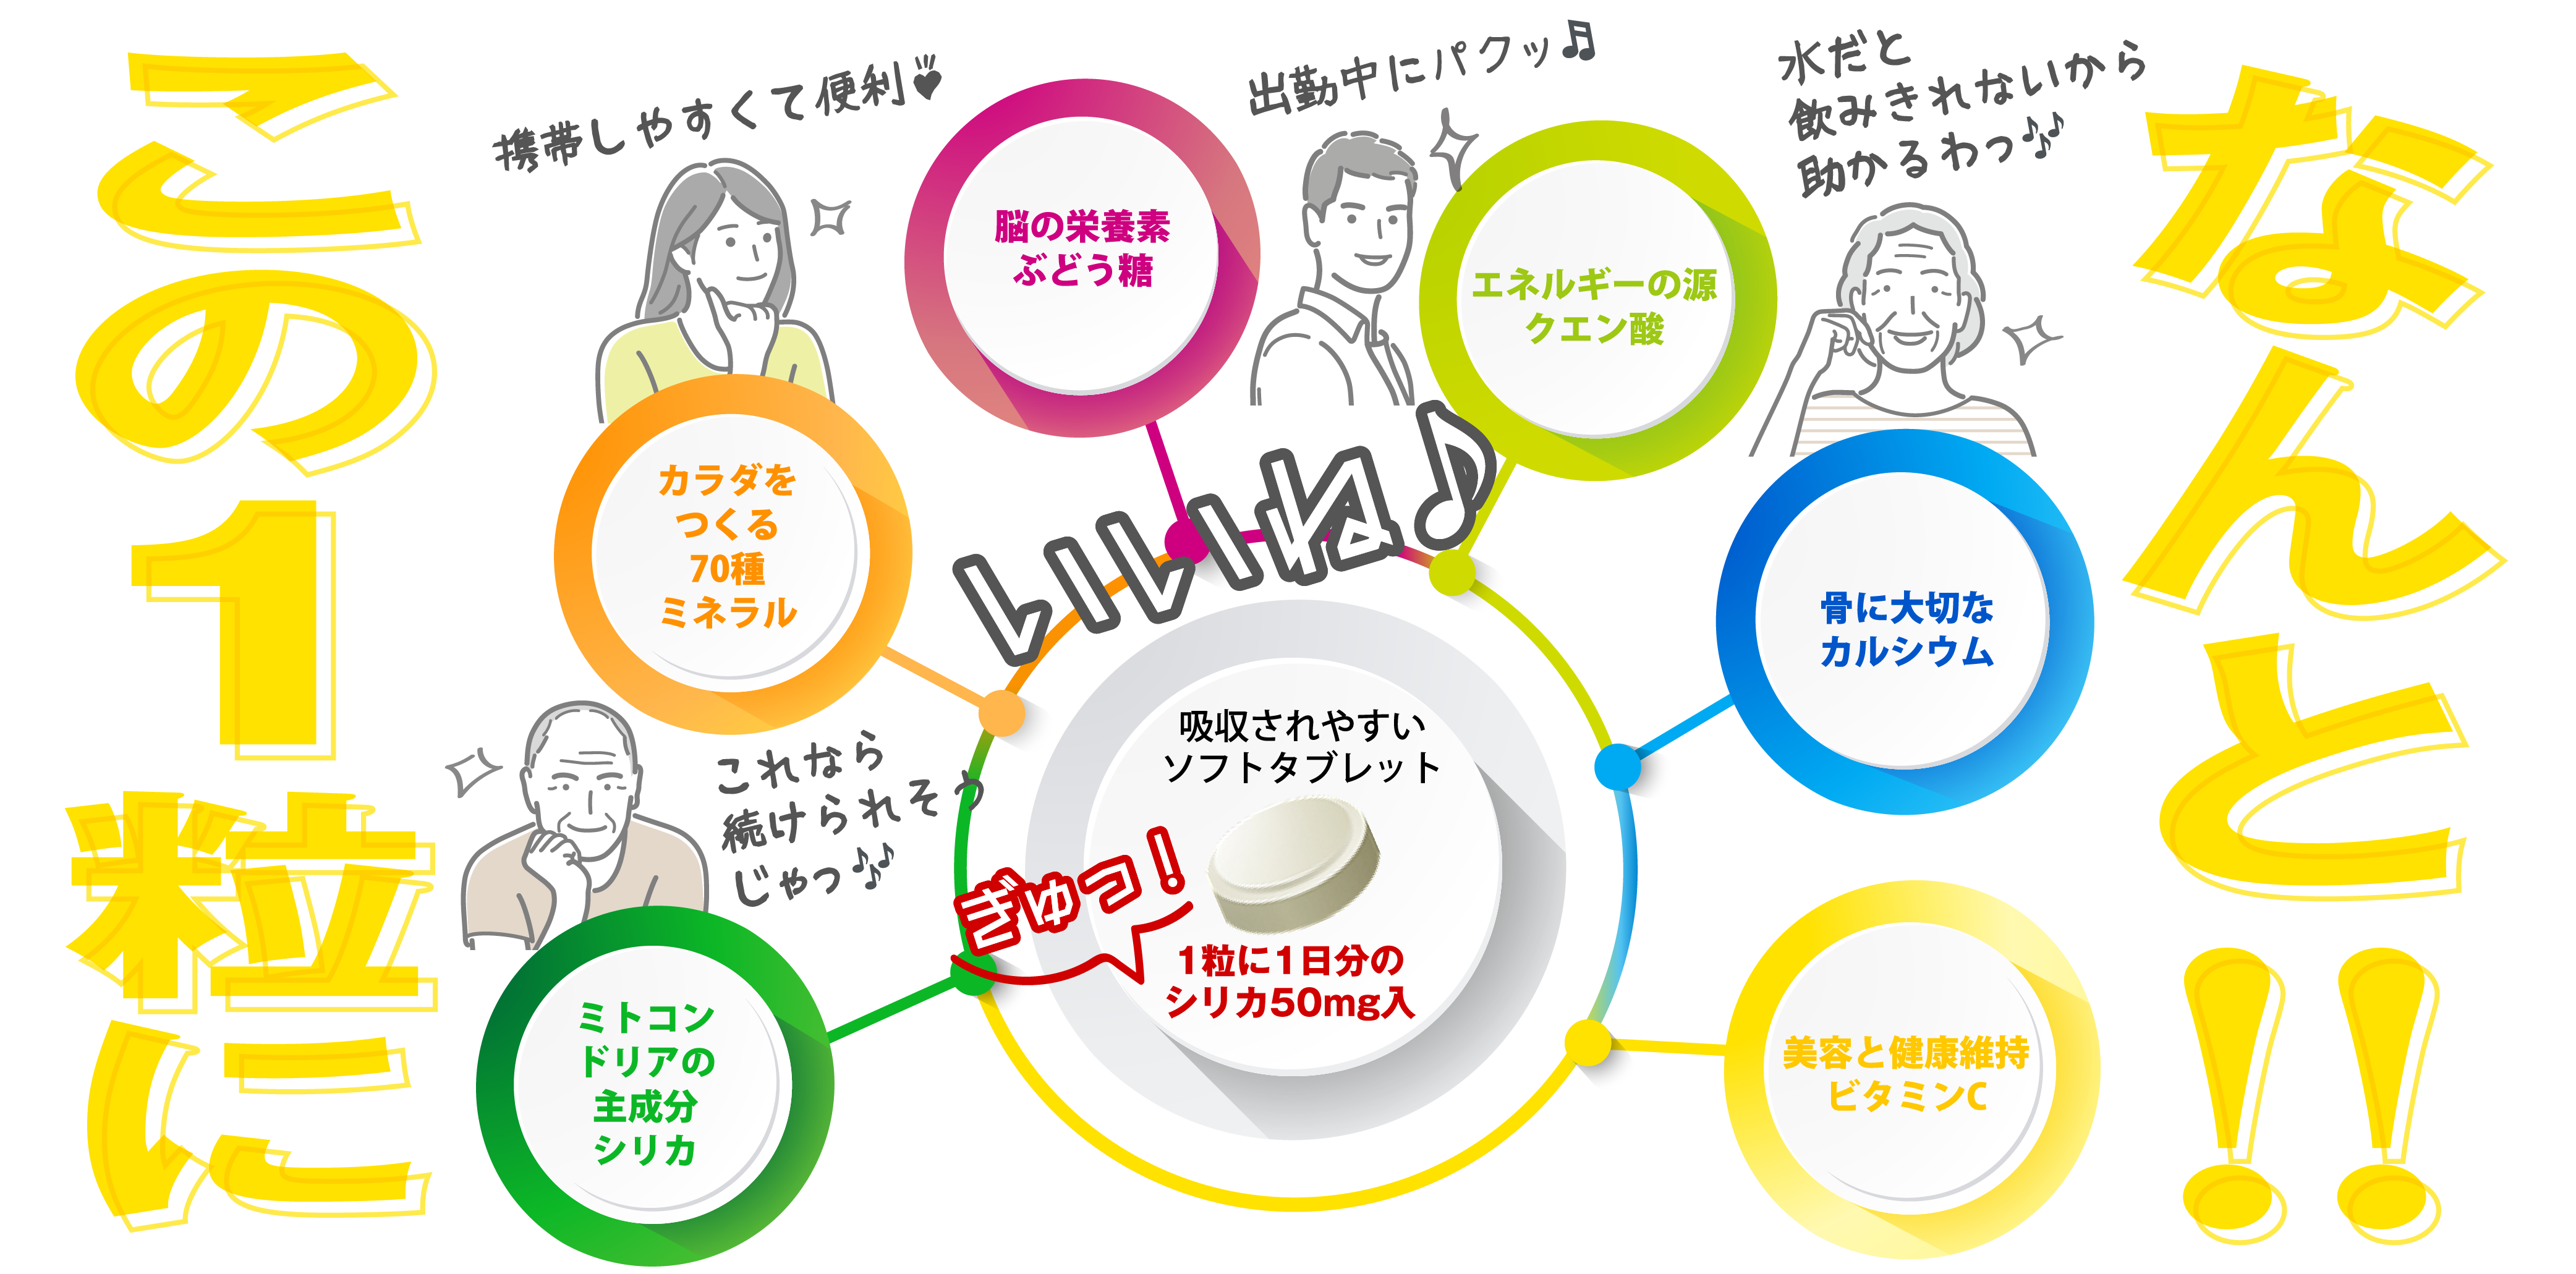 なんと!!
この1粒に
携帯しやすくて便利
出勤中にパクッ♬
水だと
飲みきれないから
助かるわっ♪♪
これなら
続けられそう
じゃっ♪♪
いいね♪
脳の栄養素
ぶどう糖
エネルギーの源
クエン酸
カラダを
つくる
70種
ミネラル
骨に大切な
カルシウム
ミトコン
ドリアの
主成分
シリカ
美容と健康維持
ビタミンC
吸収されやすい
ソフトタブレット
ぎゅっ!
1粒に1日分の
シリカ50mg入